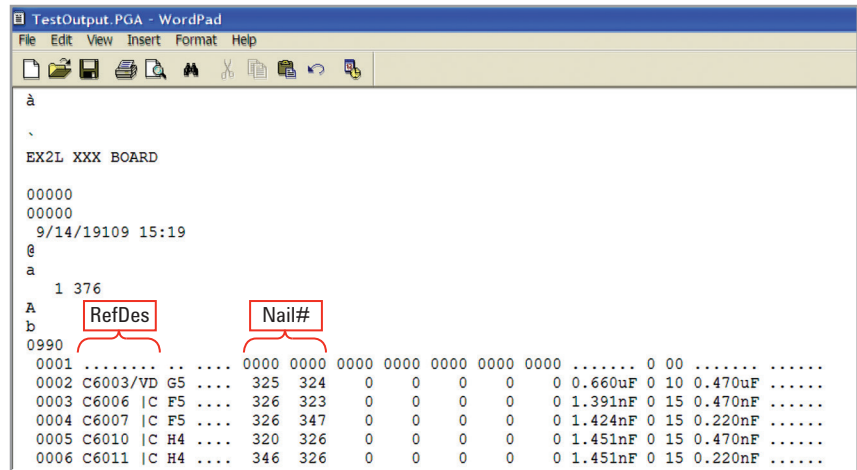 TestOutput.PGA - WordPad
File Edit View Insert Format Help
à
`
EX2L XXX BOARD
00000
00000
9/14/19109 15:19
@
a
1 376
A
RefDes Nail#
b
0990
0001 ........ .. .... 0000 0000 0000 0000 0000 0000 0000 ....... 0 00 ....... ......
0002 C6003/VD G5 .... 325 324 0 0 0 0 0 0.660uF 0 10 0.470uF ......
0003 C6006 |C F5 .... 326 323 0 0 0 0 0 1.391nF 0 15 0.470nF ......
0004 C6007 |C F5 .... 326 347 0 0 0 0 0 1.424nF 0 15 0.220nF ......
0005 C6010 |C H4 .... 320 326 0 0 0 0 0 1.451nF 0 15 0.470nF ......
0006 C6011 |C H4 .... 346 326 0 0 0 0 0 1.451nF 0 15 0.220nF ......